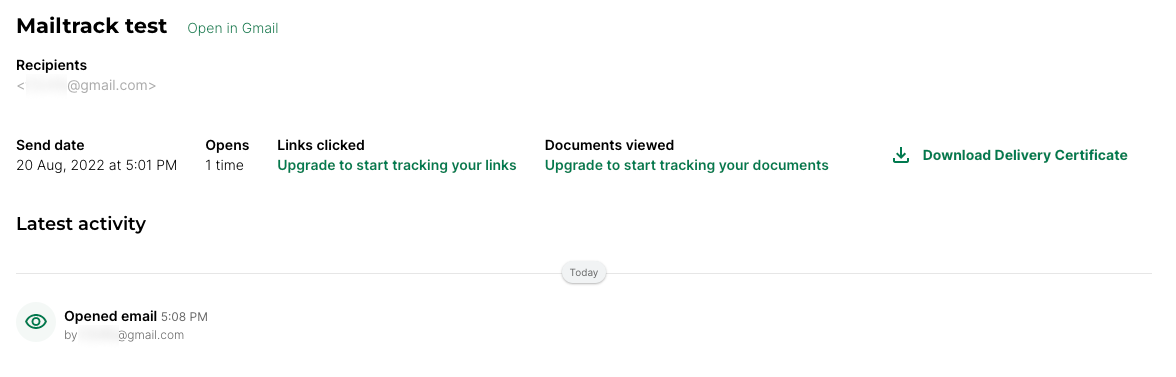 Mailtrack test Open in Gmail
Recipients
< @gmail.com>
Send date Opens Links clicked Documents viewed
20 Aug, 2022 at 5:01 PM 1 time Upgrade to start tracking your links Upgrade to start tracking your documents Download Delivery Certificate
Latest activity
Today
Opened email 5:08 PM
by @gmail.com